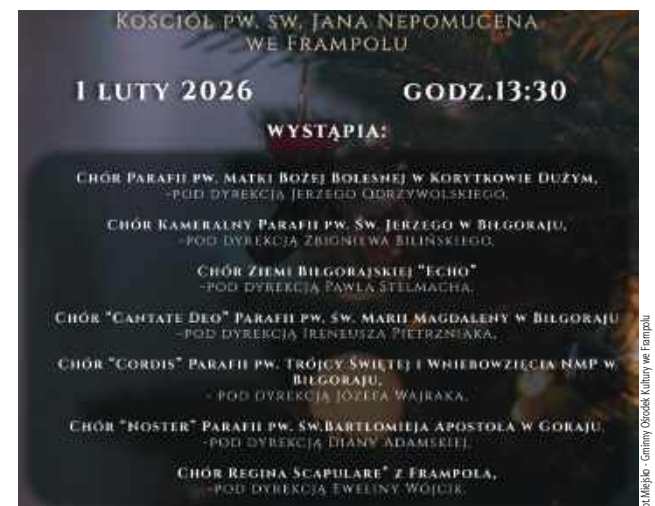 Kościół pw. św. Jana Nepomucena
we Frampolu
1 luty 2026 godz.13:30
wystąpią:
Chór Parafii pw. Matki Bożej Bolesnej w Korytkowie Dużym,
-pod dyrekcją Jerzego Odrzywolskiego,
Chór Kameralny Parafii pw. Św. Jerzego w Biłgoraju,
-pod dyrekcją Zbigniewa Bilińskiego,
Chór Ziemi Biłgorajskiej "Echo"
-pod dyrekcją Pawła Stelmacha,
Chór "Cantate Deo" Parafii pw. św. Marii Magdaleny w Biłgoraju
-pod dyrekcją Ireneusza Pietrzniaka,
Chór "Cordis" Parafii pw. Trójcy Świętej i Wniebowzięcia NMP w
Biłgoraju,
- pod dyrekcją Józefa Wajraka,
Chór "Noster" Parafii pw. Św.Bartłomieja Apostoła w Goraju,
-pod dyrekcją Diany Adamskiej,
Chór Regina Scapulare" z Frampola,
-pod dyrekcją Eweliny Wójcik.
Miejsko - Gminny Ośrodek Kultury we Frampolu